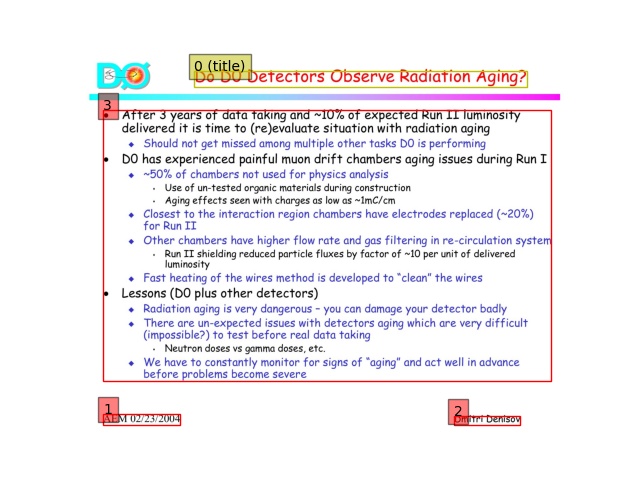 0 (title)
DØ
Do D0 Detectors Observe Radiation Aging?
3
• After 3 years of data taking and ~10% of expected Run II luminosity
delivered it is time to (re)evaluate situation with radiation aging
◆ Should not get missed among multiple other tasks D0 is performing
• D0 has experienced painful muon drift chambers aging issues during Run I
◆ ~50% of chambers not used for physics analysis
• Use of un-tested organic materials during construction
• Aging effects seen with charges as low as ~1mC/cm
◆ Closest to the interaction region chambers have electrodes replaced (~20%)
for Run II
◆ Other chambers have higher flow rate and gas filtering in re-circulation system
• Run II shielding reduced particle fluxes by factor of ~10 per unit of delivered
luminosity
◆ Fast heating of the wires method is developed to “clean” the wires
• Lessons (D0 plus other detectors)
◆ Radiation aging is very dangerous – you can damage your detector badly
◆ There are un-expected issues with detectors aging which are very difficult
(impossible?) to test before real data taking
• Neutron doses vs gamma doses, etc.
◆ We have to constantly monitor for signs of “aging” and act well in advance
before problems become severe
1
AEM 02/23/2004
2
Dmitri Denisov